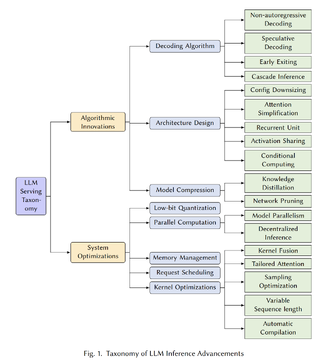 Non-autoregressive
Decoding
Decoding Algorithm
Speculative
Decoding
Early Exiting
Cascade Inference
Algorithmic
Innovations
Architecture Design
Config Downsizing
Attention
Simplification
Recurrent Unit
Activation Sharing
Conditional
Computing
Model Compression
Knowledge
Distillation
Network Pruning
LLM
Serving
Taxon-
omy
System
Optimizations
Low-bit Quantization
Parallel Computation
Model Parallelism
Decentralized
Inference
Memory Management
Request Scheduling
Kernel Optimizations
Kernel Fusion
Tailored Attention
Sampling
Optimization
Variable
Sequence length
Automatic
Compilation
Fig. 1. Taxonomy of LLM Inference Advancements